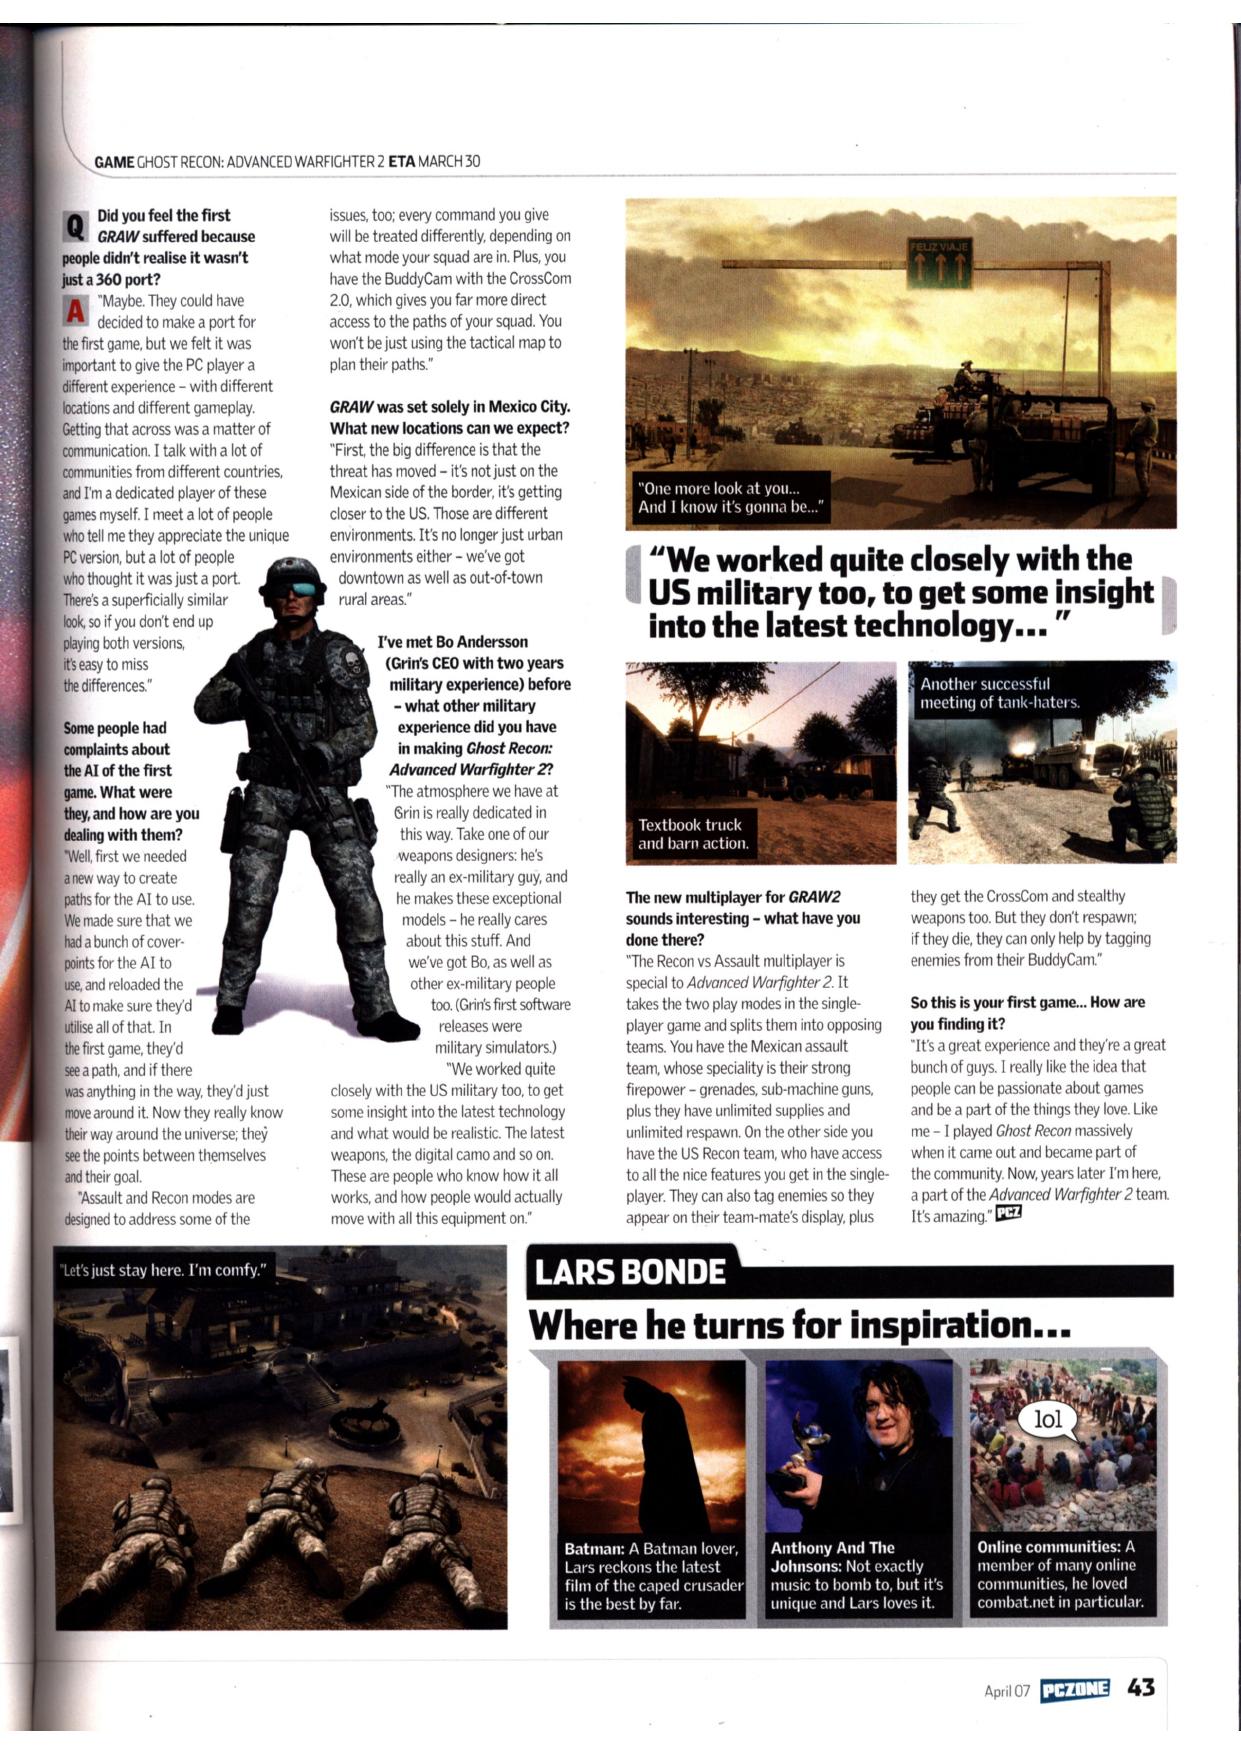 GAME GHOST RECON: ADVANCED WARFIGHTER 2 ETA MARCH 30
Q Did you feel the first
GRAW suffered because
people didn't realise it wasn't
just a 360 port?
A "Maybe. They could have
decided to make a port for
the first game, but we felt it was
important to give the PC player a
different experience – with different
locations and different gameplay.
Getting that across was a matter of
communication. I talk with a lot of
communities from different countries,
and I'm a dedicated player of these
games myself. I meet a lot of people
who tell me they appreciate the unique
PC version, but a lot of people
who thought it was just a port.
There's a superficially similar
look, so if you don't end up
playing both versions,
it's easy to miss
the differences."
Some people had
complaints about
the AI of the first
game. What were
they, and how are you
dealing with them?
"Well, first we needed
a new way to create
paths for the AI to use.
We made sure that we
had a bunch of cover-
points for the AI to
use, and reloaded the
AI to make sure they'd
utilise all of that. In
the first game, they'd
see a path, and if there
was anything in the way, they'd just
move around it. Now they really know
their way around the universe; they
see the points between themselves
and their goal.
"Assault and Recon modes are
designed to address some of the
issues, too; every command you give
will be treated differently, depending on
what mode your squad are in. Plus, you
have the BuddyCam with the CrossCom
2.0, which gives you far more direct
access to the paths of your squad. You
won't be just using the tactical map to
plan their paths."
GRAW was set solely in Mexico City.
What new locations can we expect?
"First, the big difference is that the
threat has moved – it's not just on the
Mexican side of the border, it's getting
closer to the US. Those are different
environments. It's no longer just urban
environments either – we've got
downtown as well as out-of-town
rural areas."
I've met Bo Andersson
(Grin's CEO with two years
military experience) before
– what other military
experience did you have
in making Ghost Recon:
Advanced Warfighter 2?
"The atmosphere we have at
Grin is really dedicated in
this way. Take one of our
weapons designers: he's
really an ex-military guy, and
he makes these exceptional
models – he really cares
about this stuff. And
we've got Bo, as well as
other ex-military people
too. (Grin's first software
releases were
military simulators.)
"We worked quite
closely with the US military too, to get
some insight into the latest technology
and what would be realistic. The latest
weapons, the digital camo and so on.
These are people who know how it all
works, and how people would actually
move with all this equipment on."
FELIZ VIAJE
"One more look at you...
And I know it's gonna be..."
"We worked quite closely with the
US military too, to get some insight
into the latest technology... "
Textbook truck
and barn action.
Another successful
meeting of tank-haters.
The new multiplayer for GRAW2
sounds interesting – what have you
done there?
"The Recon vs Assault multiplayer is
special to Advanced Warfighter 2. It
takes the two play modes in the single-
player game and splits them into opposing
teams. You have the Mexican assault
team, whose speciality is their strong
firepower – grenades, sub-machine guns,
plus they have unlimited supplies and
unlimited respawn. On the other side you
have the US Recon team, who have access
to all the nice features you get in the single-
player. They can also tag enemies so they
appear on their team-mate's display, plus
they get the CrossCom and stealthy
weapons too. But they don't respawn;
if they die, they can only help by tagging
enemies from their BuddyCam."
So this is your first game... How are
you finding it?
"It's a great experience and they're a great
bunch of guys. I really like the idea that
people can be passionate about games
and be a part of the things they love. Like
me – I played Ghost Recon massively
when it came out and became part of
the community. Now, years later I'm here,
a part of the Advanced Warfighter 2 team.
It's amazing." PCZ
"Let's just stay here. I'm comfy."
LARS BONDE
Where he turns for inspiration...
Batman: A Batman lover,
Lars reckons the latest
film of the caped crusader
is the best by far.
Anthony And The
Johnsons: Not exactly
music to bomb to, but it's
unique and Lars loves it.
lol
Online communities: A
member of many online
communities, he loved
combat.net in particular.
April 07 PCZONE 43